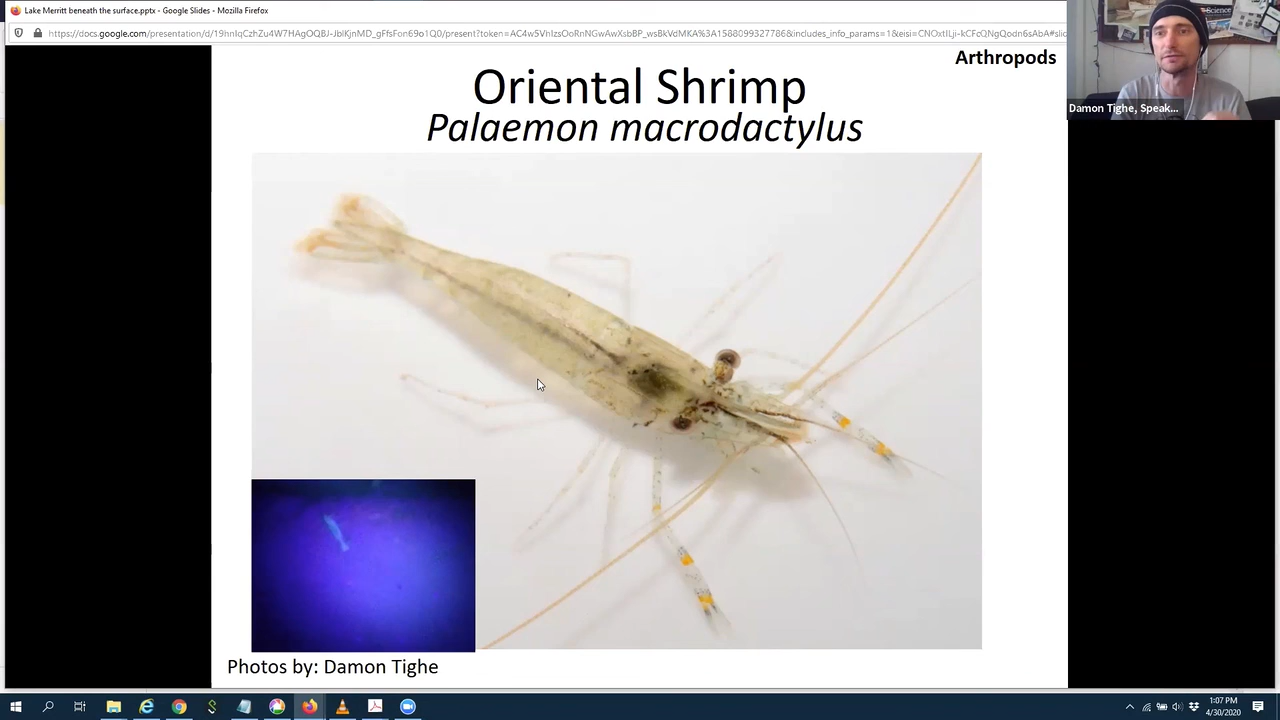 Lake Merritt beneath the surface.pptx - Google Slides - Mozilla Firefox
Arthropods
Oriental Shrimp
Palaemon macrodactylus
Damon Tighe, Speak...
Science
Photos by: Damon Tighe
1:07 PM
4/30/2020